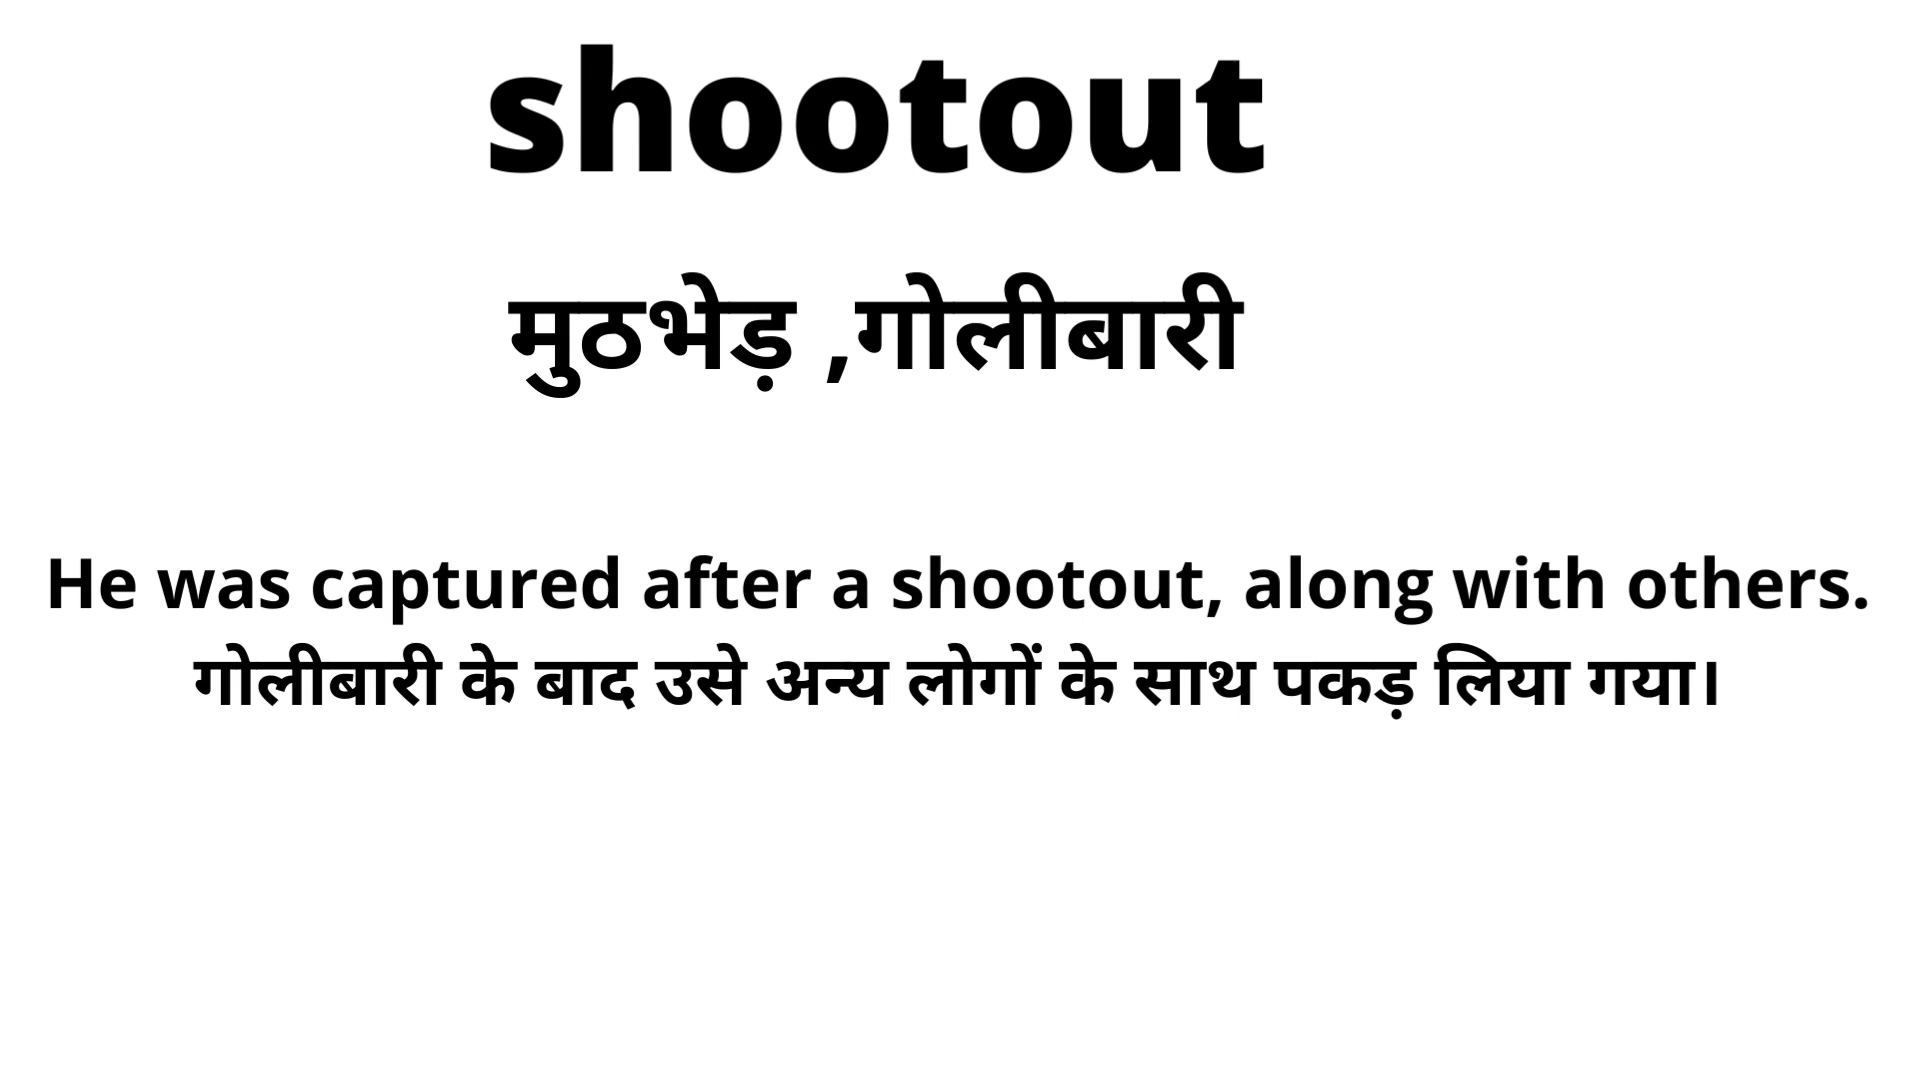 shootout
मुठभेड़ ,गोलीबारी
He was captured after a shootout, along with others.
गोलीबारी के बाद उसे अन्य लोगों के साथ पकड़ लिया गया।